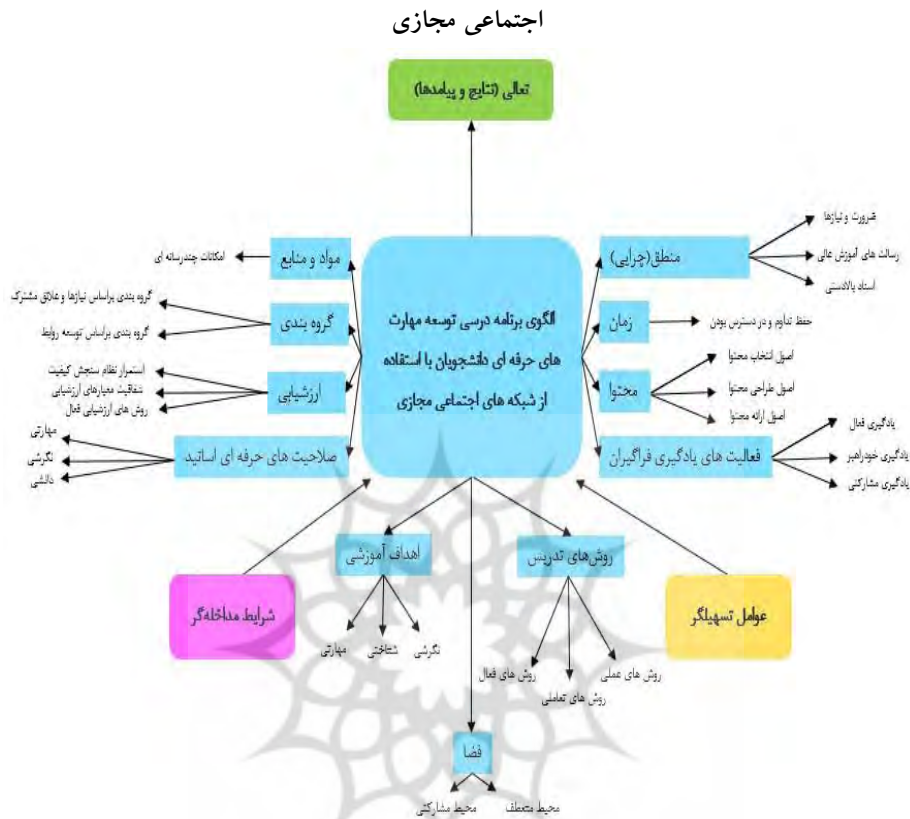 اجتماعی مجازی
تعالی (نتایج و پیامدها)
منطق(چرایی)
ضرورت و نیازها
رسالت های آموزش عالی
اسناد بالادستی
مواد و منابع
امکانات چندرسانه ای
الگوی برنامه درسی توسعه مهارت
های حرفه ای دانشجویان با استفاده
از شبکه های اجتماعی مجازی
زمان
حفظ تداوم و در دسترس بودن
گروه بندی
گروه بندی براساس نیازها و علائق مشترک
گروه بندی براساس توسعه روابط
محتوا
اصول انتخاب محتوا
اصول طراحی محتوا
اصول ارائه محتوا
ارزشیابی
استمرار نظام سنجش کیفیت
شفافیت معیارهای ارزشیابی
روش های ارزشیابی فعال
فعالیت های یادگیری فراگیران
یادگیری فعال
یادگیری خودراهبر
یادگیری مشارکتی
صلاحیت های حرفه ای اساتید
مهارتی
نگرشی
دانشی
روش‌های تدریس
اهداف آموزشی
عوامل تسهیلگر
شرایط مداخله‌گر
روش های عملی
روش های تعاملی
روش های فعال
نگرشی
شناختی
مهارتی
فضا
محیط منعطف
محیط مشارکتی